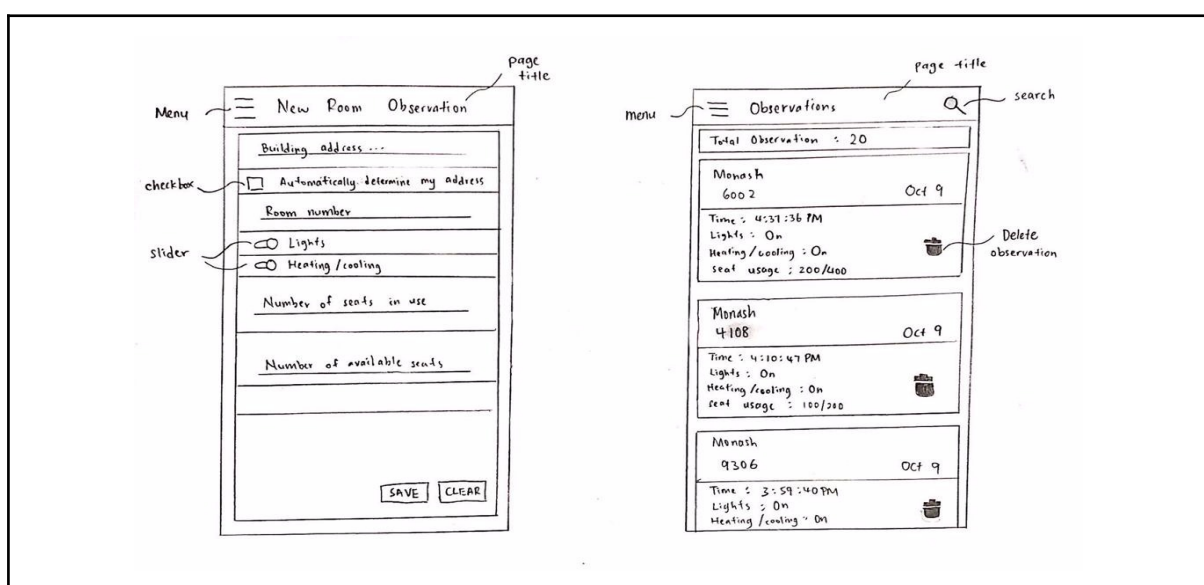 page
title
Menu
New Room Observation
Building address ...
checkbox
Automatically determine my address
Room number
slider
Lights
Heating/cooling
Number of seats in use
Number of available seats
SAVE
CLEAR
page title
menu
Observations
search
Total Observation : 20
Monash
6002
Oct 9
Time : 4:37:36 PM
Lights : On
Heating/cooling : On
seat usage : 200/400
Delete
observation
Monash
4108
Oct 9
Time : 4:10:47 PM
Lights : On
Heating/cooling : On
seat usage : 100/200
Monash
9306
Oct 9
Time : 3:59:40 PM
Lights : On
Heating/cooling : On